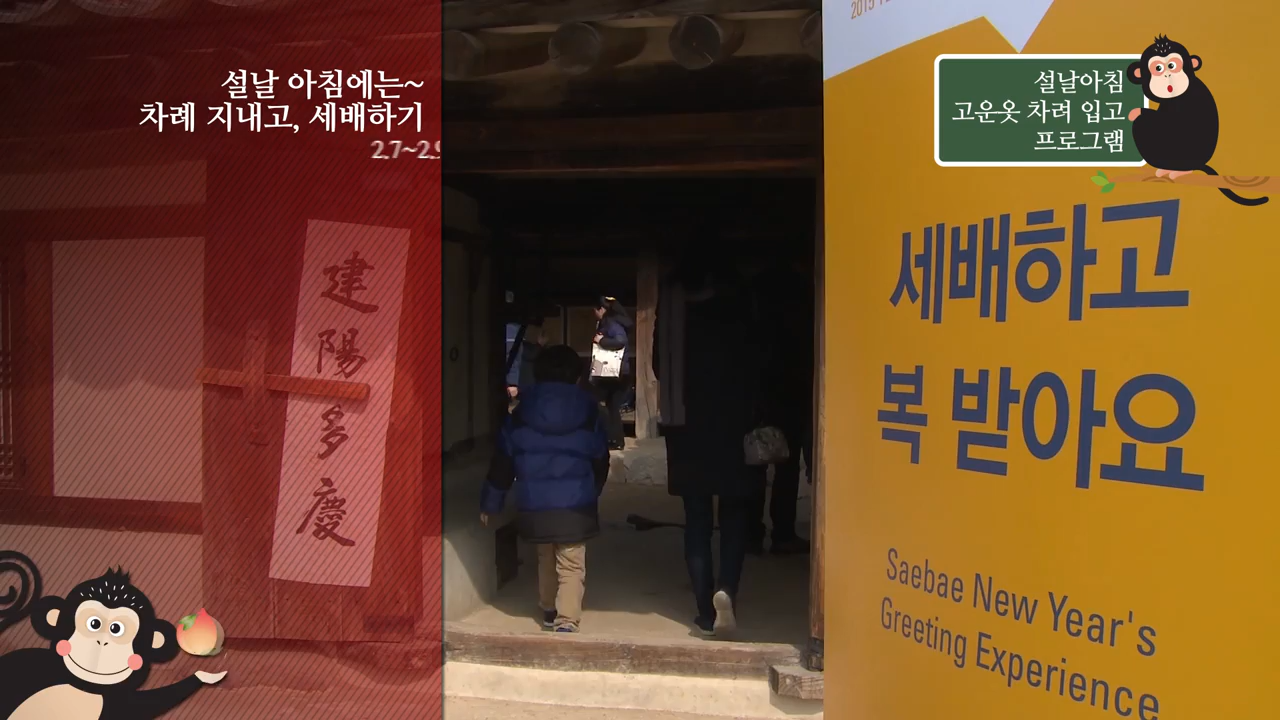 설날 아침에는~
차례 지내고, 세배하기
2.7~2.9
建陽多慶
설날아침
고운옷 차려 입고
프로그램
2015
세배하고
복 받아요
Saebae New Year's
Greeting Experience